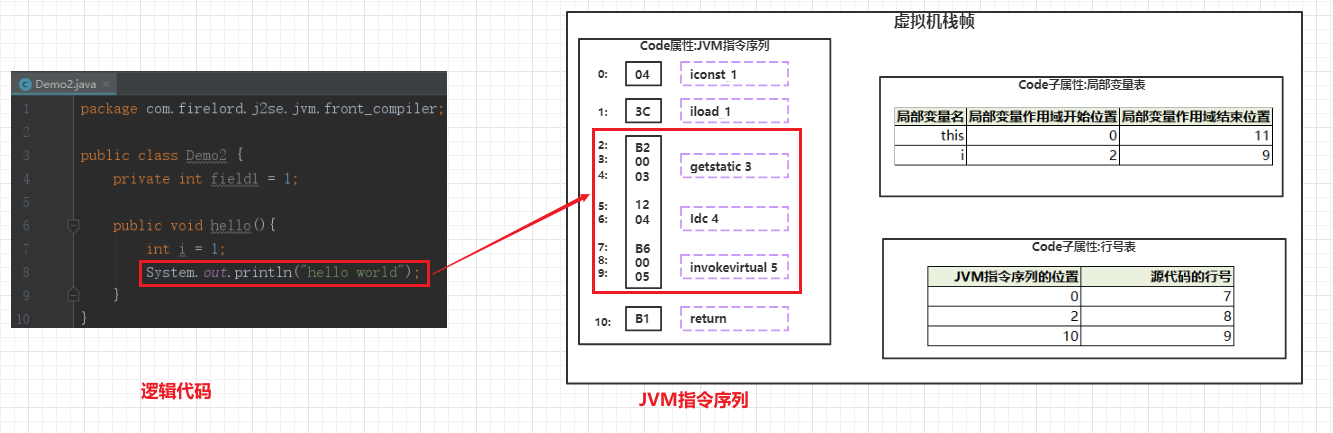 Demo2.java
1 package com.firelord.j2se.jvm.front_compiler;
2
3 public class Demo2 {
4 private int field1 = 1;
5
6 public void hello(){
7 int i = 1;
8 System.out.println("hello world");
9 }
10 }
逻辑代码
虚拟机栈帧
Code属性:JVM指令序列
0: 04 iconst_1
1: 3C iload_1
2: B2
3: 00 getstatic 3
4: 03
5: 12
6: 04 ldc 4
7: B6
8: 00 invokevirtual 5
9: 05
10: B1 return
JVM指令序列
Code子属性:局部变量表
局部变量名 局部变量作用域开始位置 局部变量作用域结束位置
this 0 11
i 2 9
Code子属性:行号表
JVM指令序列的位置 源代码的行号
0 7
2 8
10 9